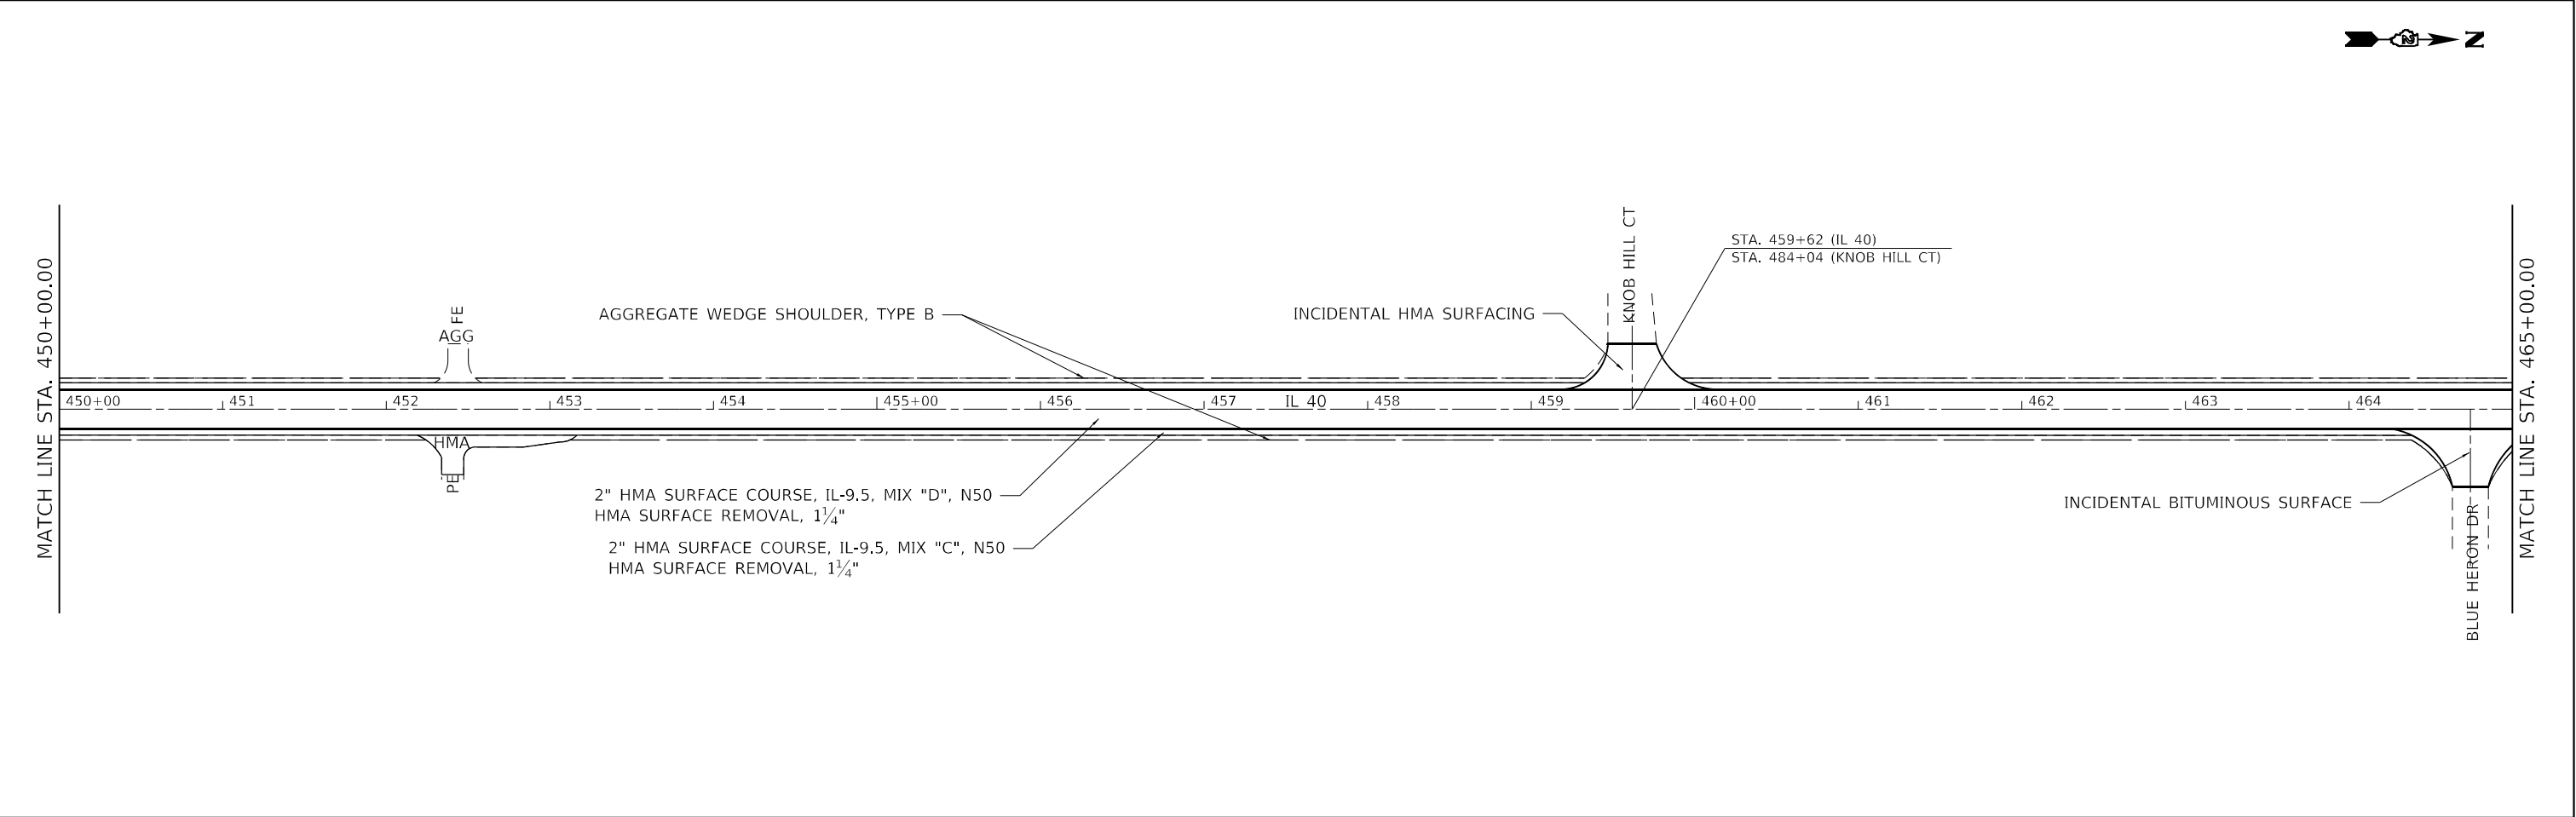 N
KNOB HILL CT
STA. 459+62 (IL 40)
STA. 484+04 (KNOB HILL CT)
MATCH LINE STA. 450+00.00
MATCH LINE STA. 465+00.00
FE
AGG
AGGREGATE WEDGE SHOULDER, TYPE B
INCIDENTAL HMA SURFACING
450+00 451 452 453 454 455+00 456 457 IL 40 458 459 460+00 461 462 463 464
HMA
PE
2" HMA SURFACE COURSE, IL-9.5, MIX "D", N50
HMA SURFACE REMOVAL, 1¼"
2" HMA SURFACE COURSE, IL-9.5, MIX "C", N50
HMA SURFACE REMOVAL, 1¼"
INCIDENTAL BITUMINOUS SURFACE
BLUE HERON DR